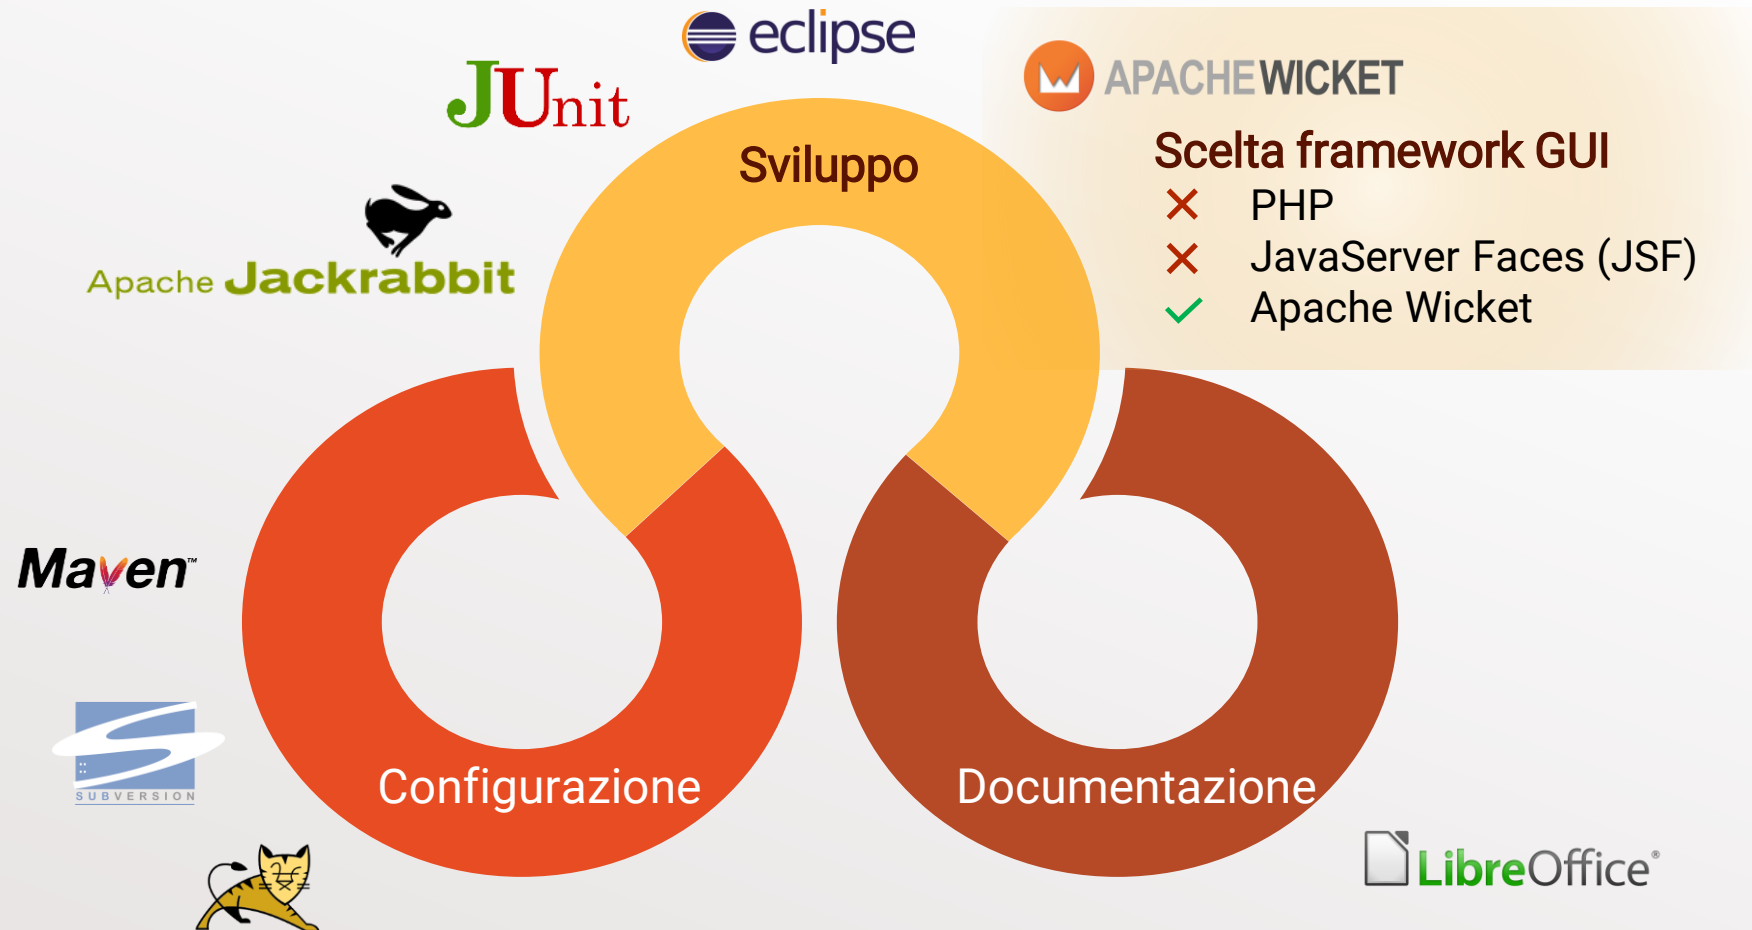 eclipse
JUnit
APACHE WICKET
Sviluppo
Scelta framework GUI
PHP
JavaServer Faces (JSF)
Apache Wicket
Apache Jackrabbit
Maven™
SUBVERSION
Configurazione
Documentazione
LibreOffice®